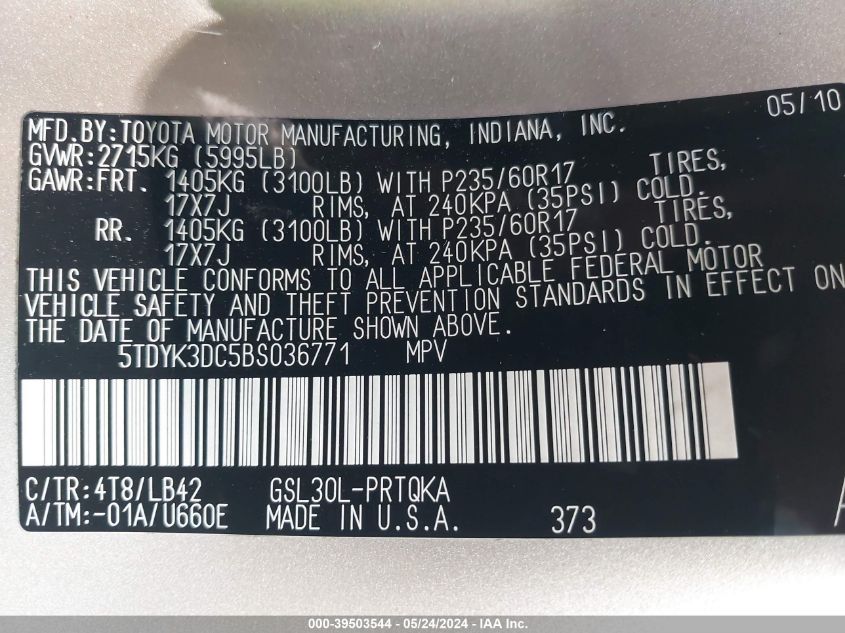 05/10
MFD.BY:TOYOTA MOTOR MANUFACTURING, INDIANA, INC.
GVWR:2715KG (5995LB)
GAWR:FRT. 1405KG (3100LB) WITH P235/60R17 TIRES,
17X7J RIMS, AT 240KPA (35PSI) COLD.
RR. 1405KG (3100LB) WITH P235/60R17 TIRES,
17X7J RIMS, AT 240KPA (35PSI) COLD.
THIS VEHICLE CONFORMS TO ALL APPLICABLE FEDERAL MOTOR
VEHICLE SAFETY AND THEFT PREVENTION STANDARDS IN EFFECT ON
THE DATE OF MANUFACTURE SHOWN ABOVE.
5TDYK3DC5BS036771 MPV
C/TR:4T8/LB42 GSL30L-PRTQKA
A/TM:-01A/U660E MADE IN U.S.A. 373
000-39503544 - 05/24/2024 - IAA Inc.